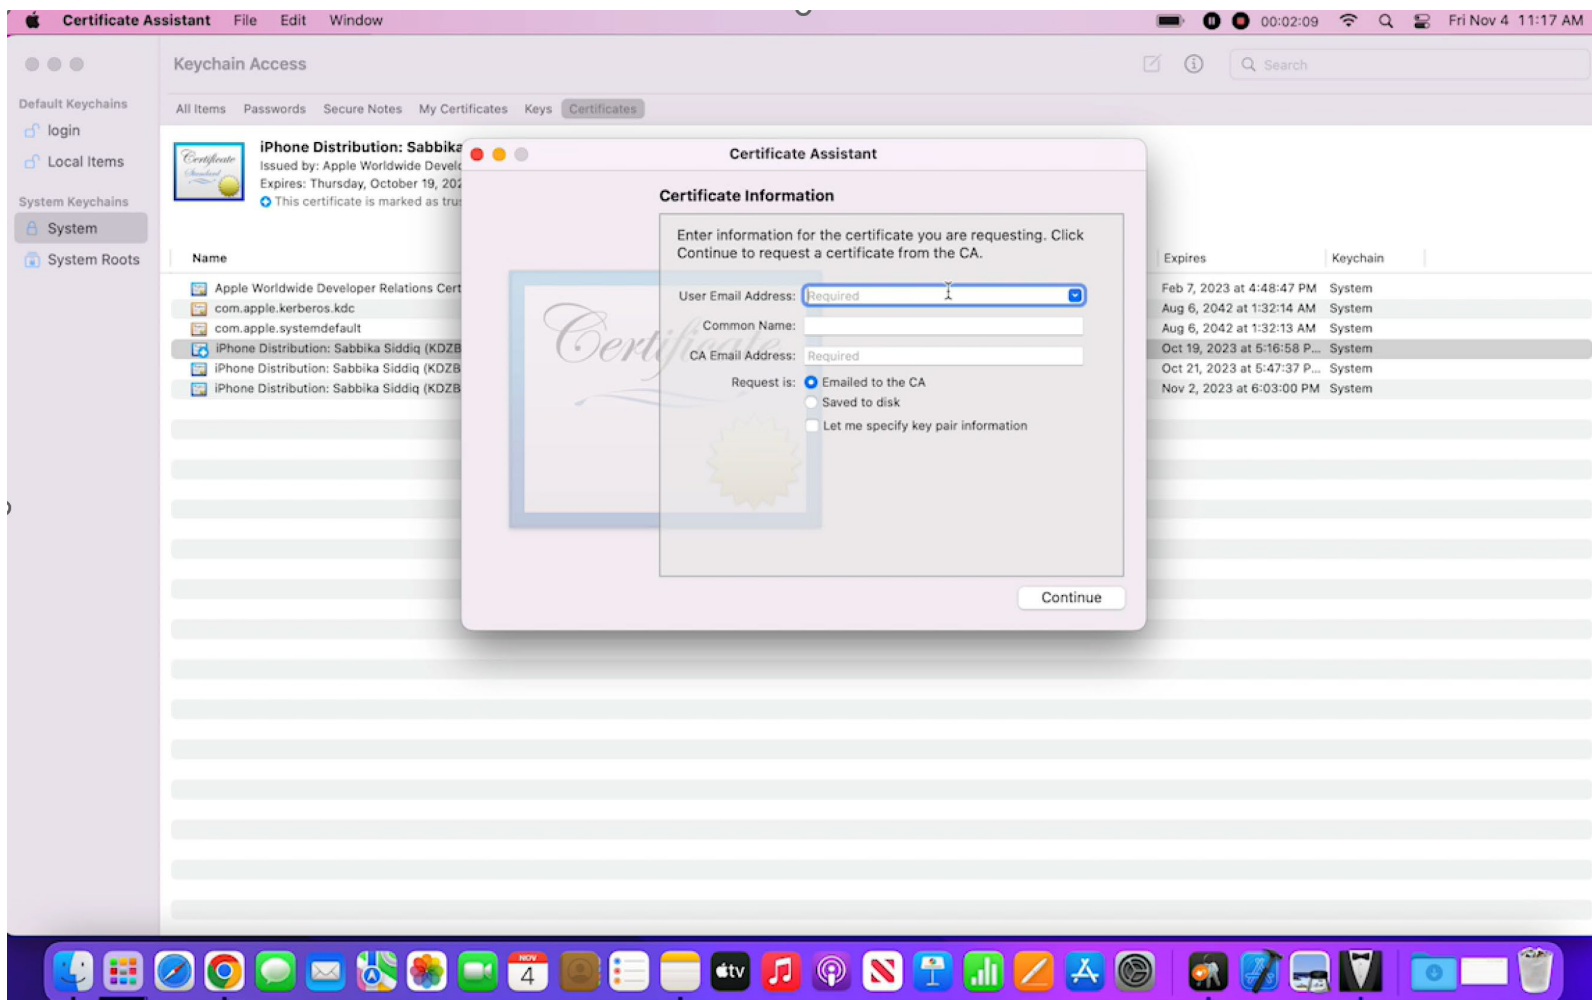 Certificate Assistant File Edit Window 00:02:09 Fri Nov 4 11:17 AM
Keychain Access Search
Default Keychains
login
Local Items
System Keychains
System
System Roots
All Items Passwords Secure Notes My Certificates Keys Certificates
Certificate
Standard
iPhone Distribution: Sabbika
Issued by: Apple Worldwide Develo
Expires: Thursday, October 19, 202
This certificate is marked as tru
Name Expires Keychain
Apple Worldwide Developer Relations Cert Feb 7, 2023 at 4:48:47 PM System
com.apple.kerberos.kdc Aug 6, 2042 at 1:32:14 AM System
com.apple.systemdefault Aug 6, 2042 at 1:32:13 AM System
iPhone Distribution: Sabbika Siddiq (KDZB Oct 19, 2023 at 5:16:58 P... System
iPhone Distribution: Sabbika Siddiq (KDZB Oct 21, 2023 at 5:47:37 P... System
iPhone Distribution: Sabbika Siddiq (KDZB Nov 2, 2023 at 6:03:00 PM System
Certificate Assistant
Certificate Information
Enter information for the certificate you are requesting. Click
Continue to request a certificate from the CA.
User Email Address: Required
Common Name:
CA Email Address: Required
Request is: Emailed to the CA
Saved to disk
Let me specify key pair information
Certificate
Continue
NOV
4
tv